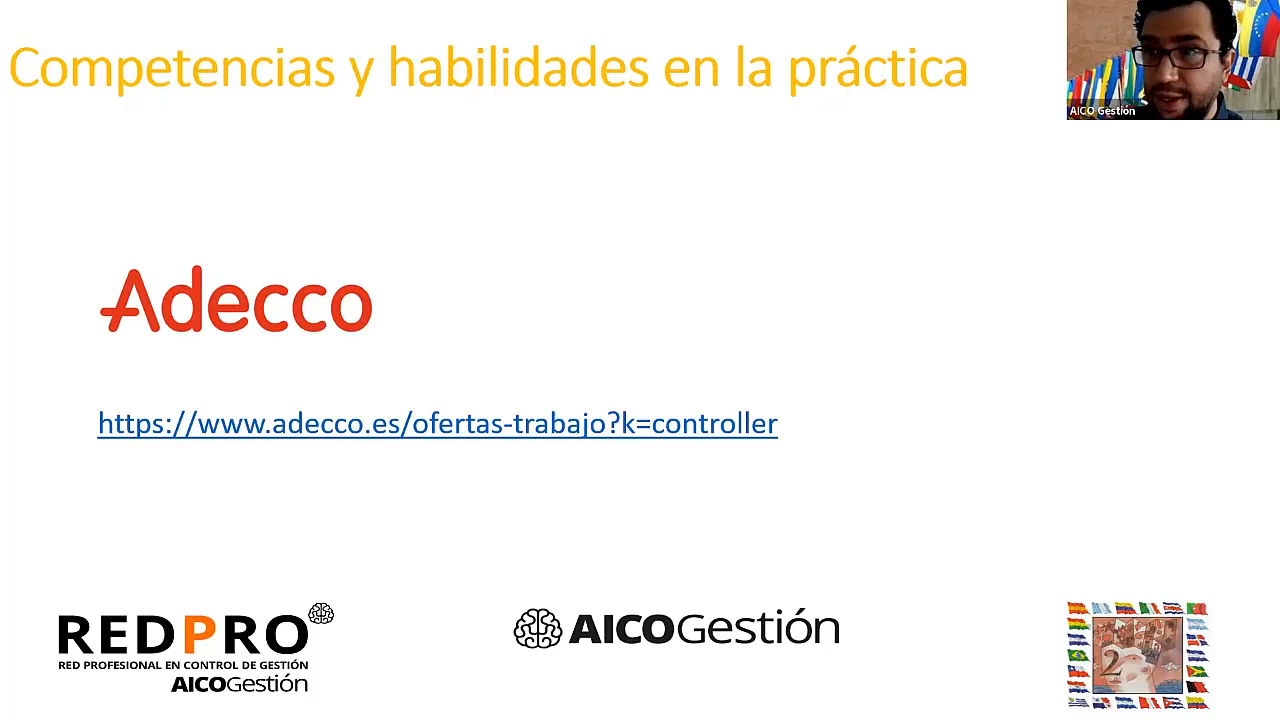 Competencias y habilidades en la práctica
AICO Gestión
Adecco
https://www.adecco.es/ofertas-trabajo?k=controller
REDPRO
RED PROFESIONAL EN CONTROL DE GESTIÓN
AICOGestión
AICOGestión
2